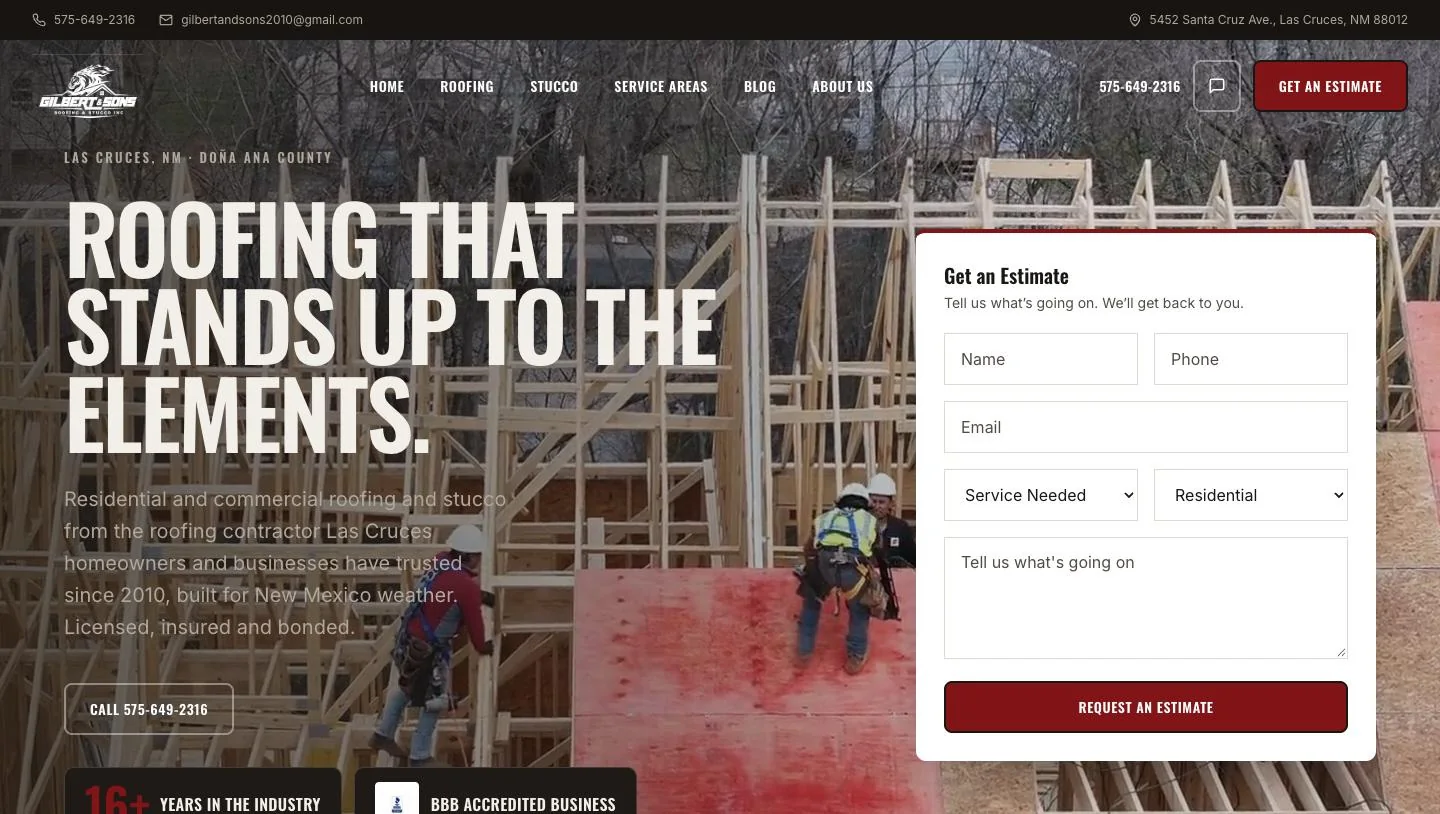 575-649-2316
gilbertandsons2010@gmail.com
5452 Santa Cruz Ave., Las Cruces, NM 88012
GILBERT & SONS
ROOFING & STUCCO INC
HOME
ROOFING
STUCCO
SERVICE AREAS
BLOG
ABOUT US
575-649-2316
GET AN ESTIMATE
LAS CRUCES, NM · DOÑA ANA COUNTY
ROOFING THAT
STANDS UP TO THE
ELEMENTS.
Residential and commercial roofing and stucco
from the roofing contractor Las Cruces
homeowners and businesses have trusted
since 2010, built for New Mexico weather.
Licensed, insured and bonded.
CALL 575-649-2316
16+
YEARS IN THE INDUSTRY
BBB ACCREDITED BUSINESS
Get an Estimate
Tell us what’s going on. We’ll get back to you.
Name
Phone
Email
Service Needed
Residential
Tell us what's going on
REQUEST AN ESTIMATE